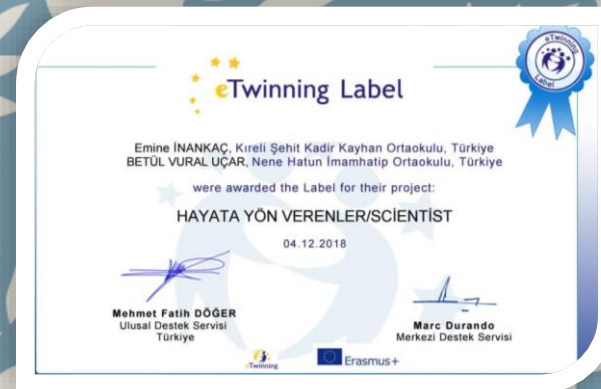 eTwinning Label
eTwinning
Label
Emine İNANKAÇ, Kıreli Şehit Kadir Kayhan Ortaokulu, Türkiye
BETÜL VURAL UÇAR, Nene Hatun İmamhatip Ortaokulu, Türkiye
were awarded the Label for their project:
HAYATA YÖN VERENLER/SCİENTİST
04.12.2018
Mehmet Fatih DÖĞER
Ulusal Destek Servisi
Türkiye
Marc Durando
Merkezi Destek Servisi
eTwinning
Erasmus+